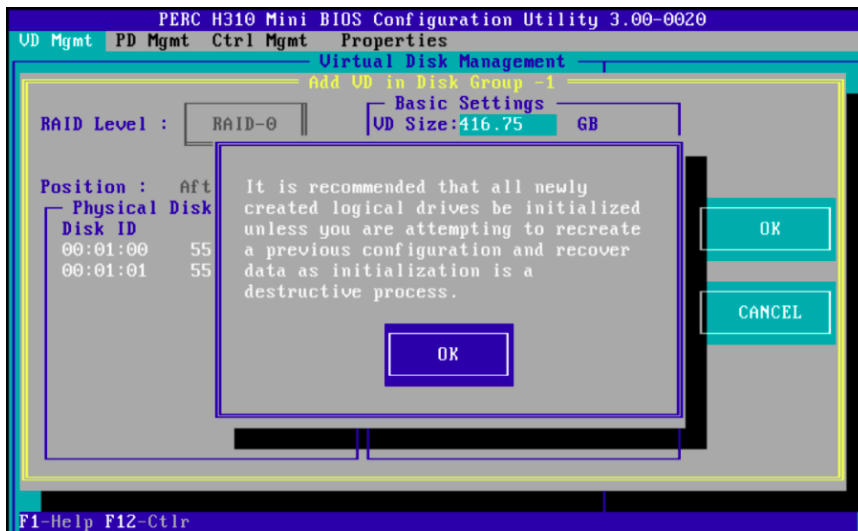 PERC H310 Mini BIOS Configuration Utility 3.00-0020
VD Mgmt PD Mgmt Ctrl Mgmt Properties
Virtual Disk Management
Add VD in Disk Group -1
Basic Settings
RAID Level : RAID-0 VD Size:416.75 GB
Position : Aft
Physical Disk
Disk ID
00:01:00 55
00:01:01 55
It is recommended that all newly
created logical drives be initialized
unless you are attempting to recreate
a previous configuration and recover
data as initialization is a
destructive process.
OK
OK
CANCEL
F1-Help F12-Ctlr